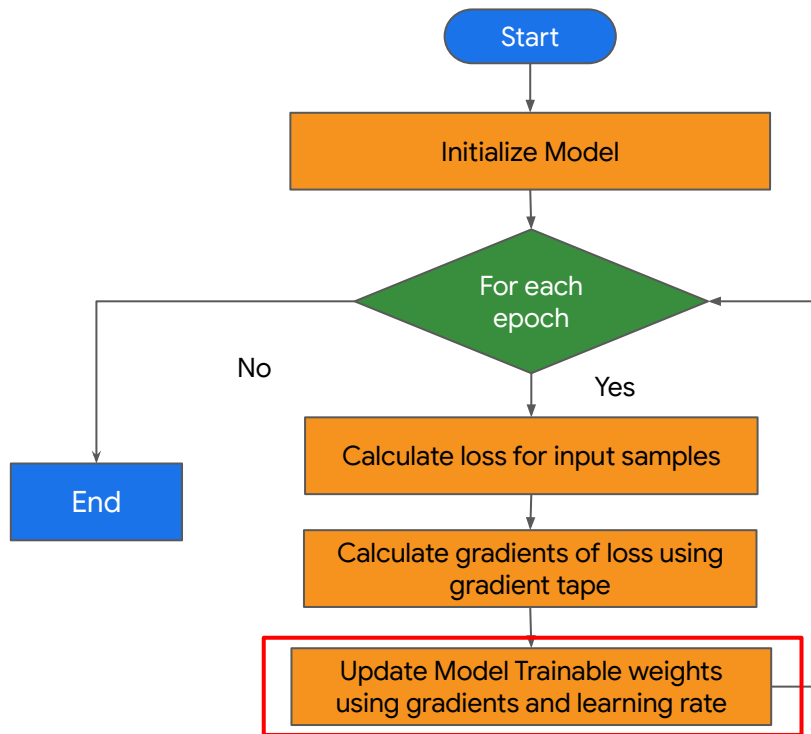 Start
Initialize Model
For each
epoch
No
Yes
Calculate loss for input samples
End
Calculate gradients of loss using
gradient tape
Update Model Trainable weights
using gradients and learning rate